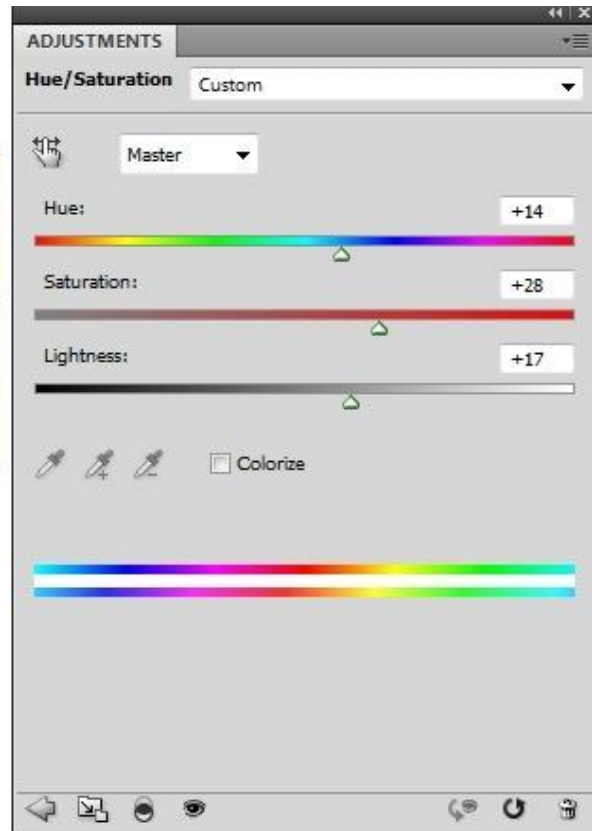 ADJUSTMENTS
Hue/Saturation Custom
Master
Hue: +14
Saturation: +28
Lightness: +17
Colorize